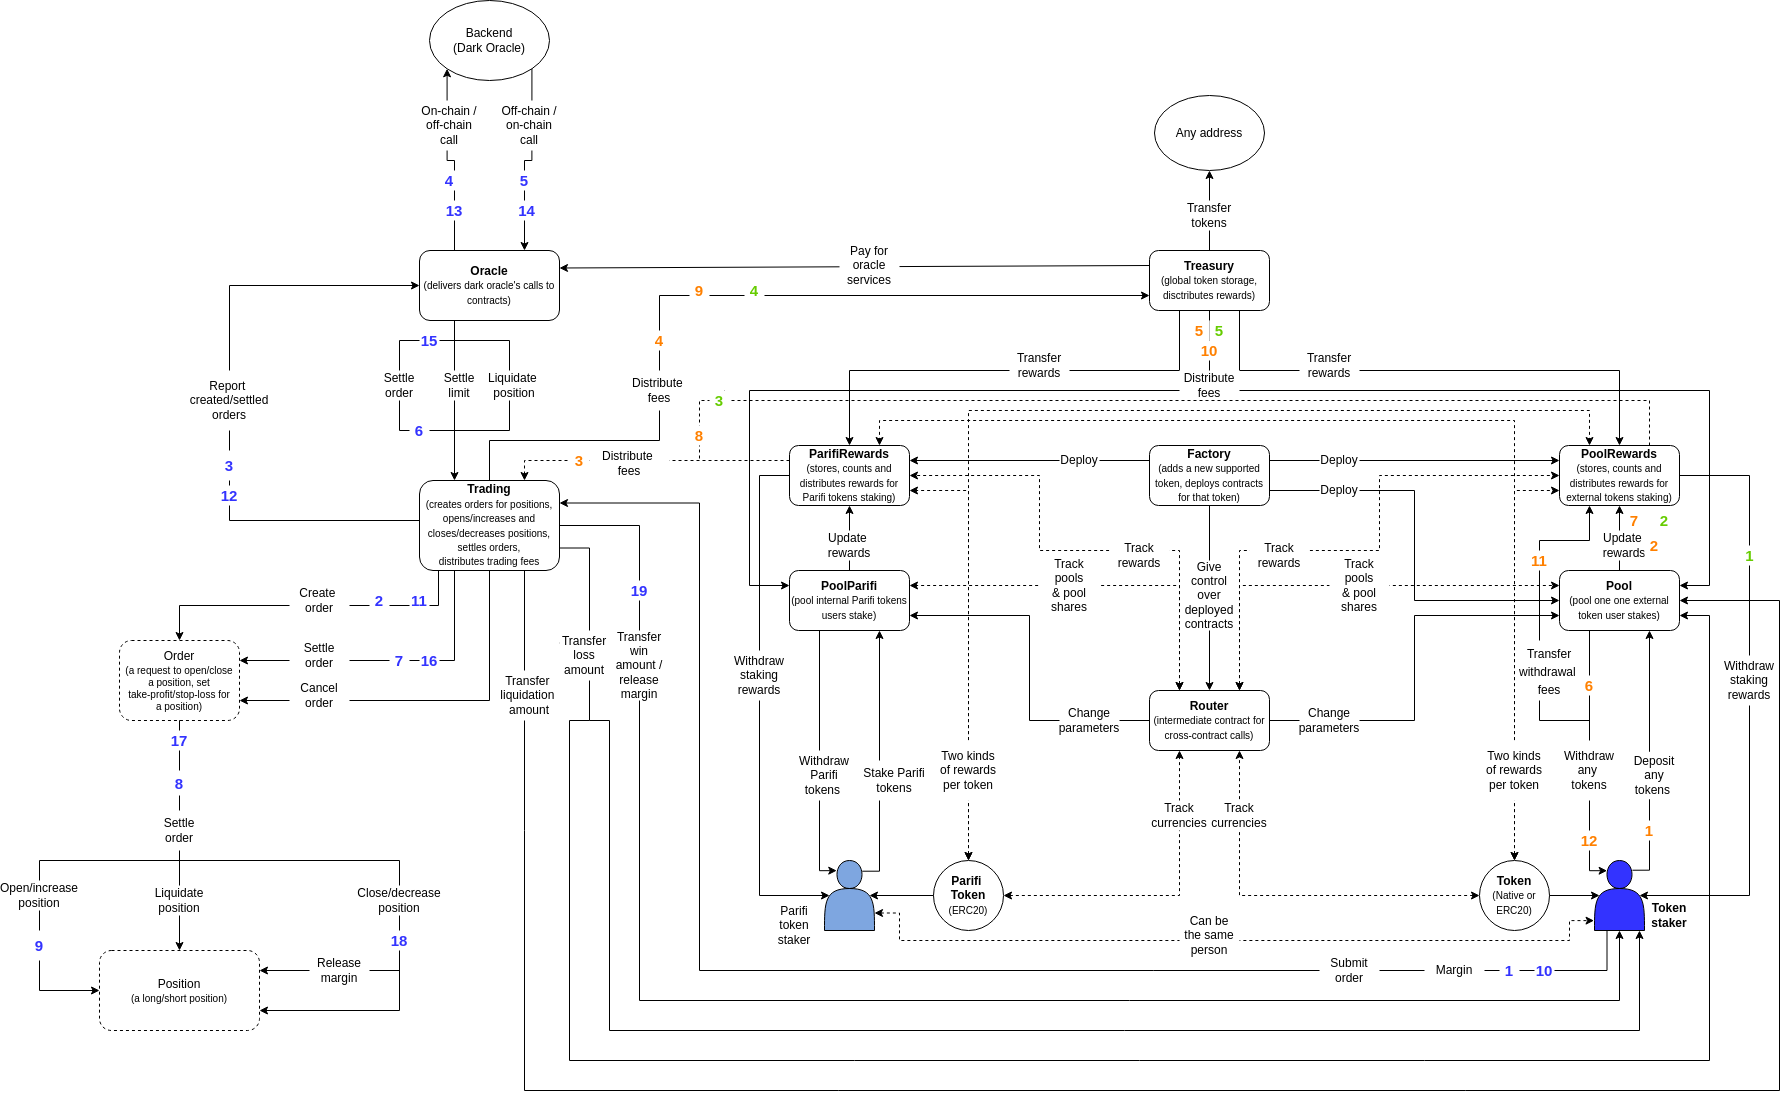 Backend
(Dark Oracle)
On-chain /
off-chain
call
Off-chain /
on-chain
call
4
5
13
14
Any address
Transfer
tokens
Oracle
(delivers dark oracle's calls to
contracts)
Pay for
oracle
services
Treasury
(global token storage,
disctributes rewards)
9
4
15
Settle
order
Settle
limit
Liquidate
position
6
4
Distribute
fees
5
5
10
Distribute
fees
Transfer
rewards
Transfer
rewards
Report
created/settled
orders
3
12
3
8
3
Distribute
fees
Trading
(creates orders for positions,
opens/increases and
closes/decreases positions,
settles orders,
distributes trading fees
ParifiRewards
(stores, counts and
distributes rewards for
Parifi tokens staking)
Deploy
Factory
(adds a new supported
token, deploys contracts
for that token)
Deploy
Deploy
PoolRewards
(stores, counts and
distributes rewards for
external tokens staking)
7
2
Update
rewards
2
11
1
Update
rewards
Track
rewards
Track
rewards
Track
pools
& pool
shares
Give
control
over
deployed
contracts
Track
pools
& pool
shares
PoolParifi
(pool internal Parifi tokens
users stake)
Pool
(pool one one external
token user stakes)
Create
order
2
11
19
Settle
order
7
16
Cancel
order
Order
(a request to open/close
a position, set
take-profit/stop-loss for
a position)
Transfer
liquidation
amount
Transfer
loss
amount
Transfer
win
amount /
release
margin
Withdraw
staking
rewards
Transfer
withdrawal
fees
6
Withdraw
staking
rewards
Change
parameters
Router
(intermediate contract for
cross-contract calls)
Change
parameters
17
8
Settle
order
Withdraw
Parifi
tokens
Stake Parifi
tokens
Two kinds
of rewards
per token
Track
currencies
Track
currencies
Two kinds
of rewards
per token
Withdraw
any
tokens
Deposit
any
tokens
12
1
Open/increase
position
Liquidate
position
Close/decrease
position
9
18
Release
margin
Position
(a long/short position)
Parifi
token
staker
Parifi
Token
(ERC20)
Token
(Native or
ERC20)
Token
staker
Can be
the same
person
Submit
order
Margin
1
10